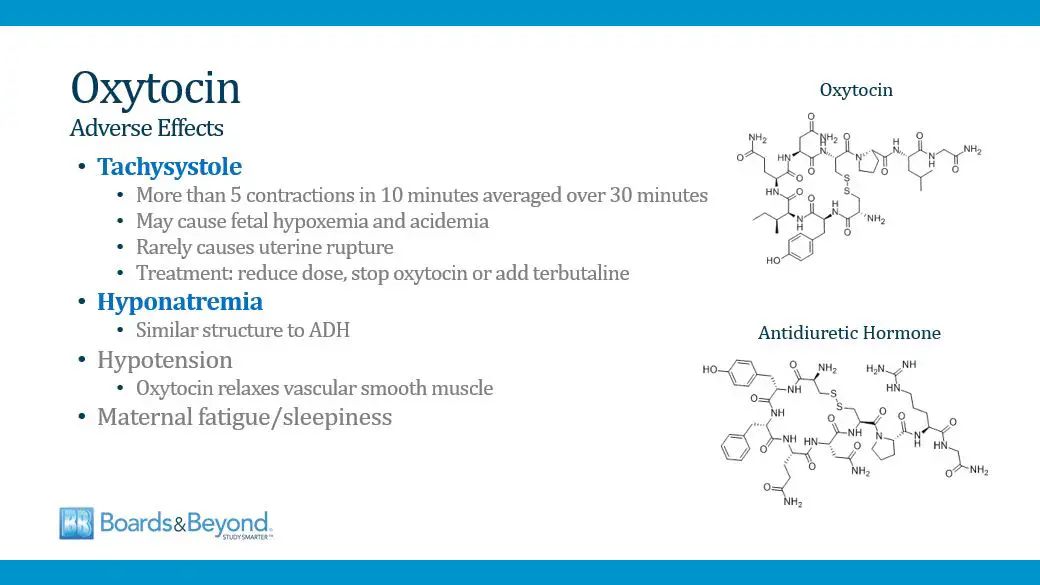 Oxytocin
Adverse Effects
• Tachysystole
• More than 5 contractions in 10 minutes averaged over 30 minutes
• May cause fetal hypoxemia and acidemia
• Rarely causes uterine rupture
• Treatment: reduce dose, stop oxytocin or add terbutaline
• Hyponatremia
• Similar structure to ADH
• Hypotension
• Oxytocin relaxes vascular smooth muscle
• Maternal fatigue/sleepiness
Oxytocin
Antidiuretic Hormone
BB Boards&Beyond
STUDY SMARTER™